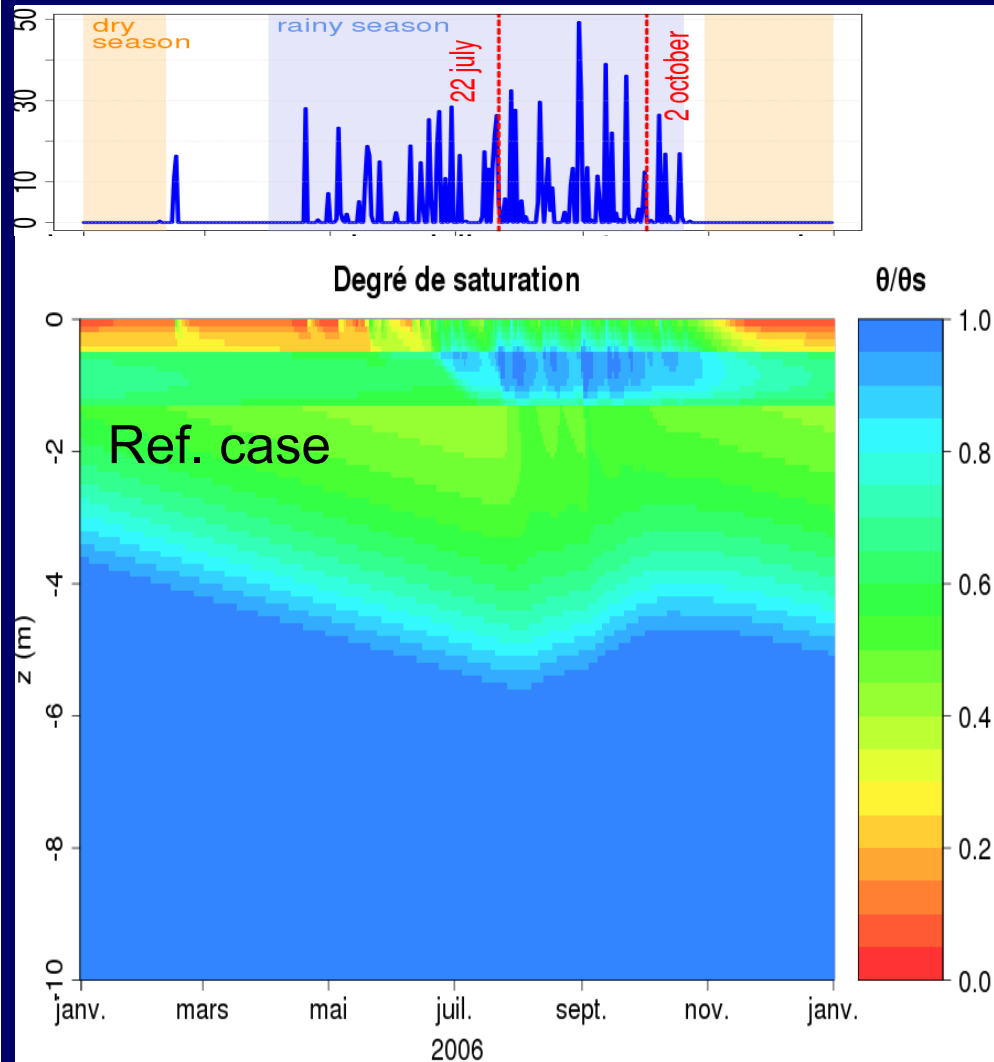 50
30
10
0
dry
season
rainy season
22 july
2 october
Degré de saturation
θ/θs
0
-2
-4
-6
-8
-10
z (m)
Ref. case
1.0
0.8
0.6
0.4
0.2
0.0
janv.
mars
mai
juil.
sept.
nov.
janv.
2006